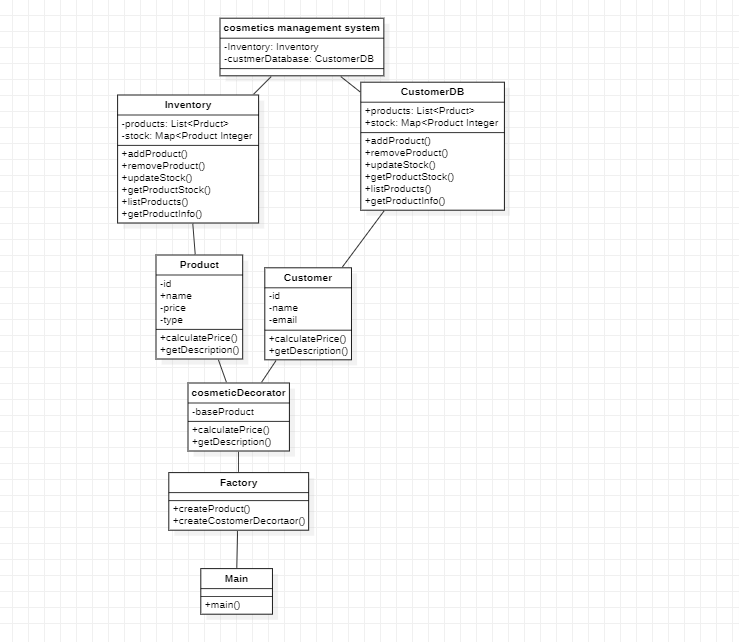 cosmetics management system
-Inventory: Inventory
-custmerDatabase: CustomerDB
Inventory
-products: List<Prduct>
-stock: Map<Product Integer
+addProduct()
+removeProduct()
+updateStock()
+getProductStock()
+listProducts()
+getProductInfo()
CustomerDB
+products: List<Prduct>
+stock: Map<Product Integer
+addProduct()
+removeProduct()
+updateStock()
+getProductStock()
+listProducts()
+getProductInfo()
Product
-id
+name
-price
-type
+calculatePrice()
+getDescription()
Customer
-id
-name
-email
+calculatePrice()
+getDescription()
cosmeticDecorator
-baseProduct
+calculatePrice()
+getDescription()
Factory
+createProduct()
+createCostomerDecortaor()
Main
+main()